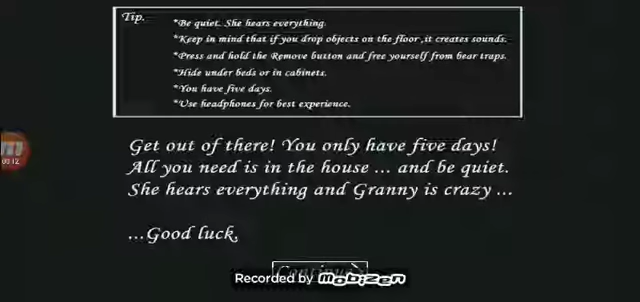 Tip.
*Be quiet. She hears everything.
*Keep in mind that if you drop objects on the floor, it creates sounds.
*Press and hold the Remove button and free yourself from bear traps.
*Hide under beds or in cabinets.
*You have five days.
*Use headphones for best experience.
Get out of there! You only have five days!
All you need is in the house ... and be quiet.
She hears everything and Granny is crazy ...
...Good luck.
Continue
Recorded by mobizen
00:12